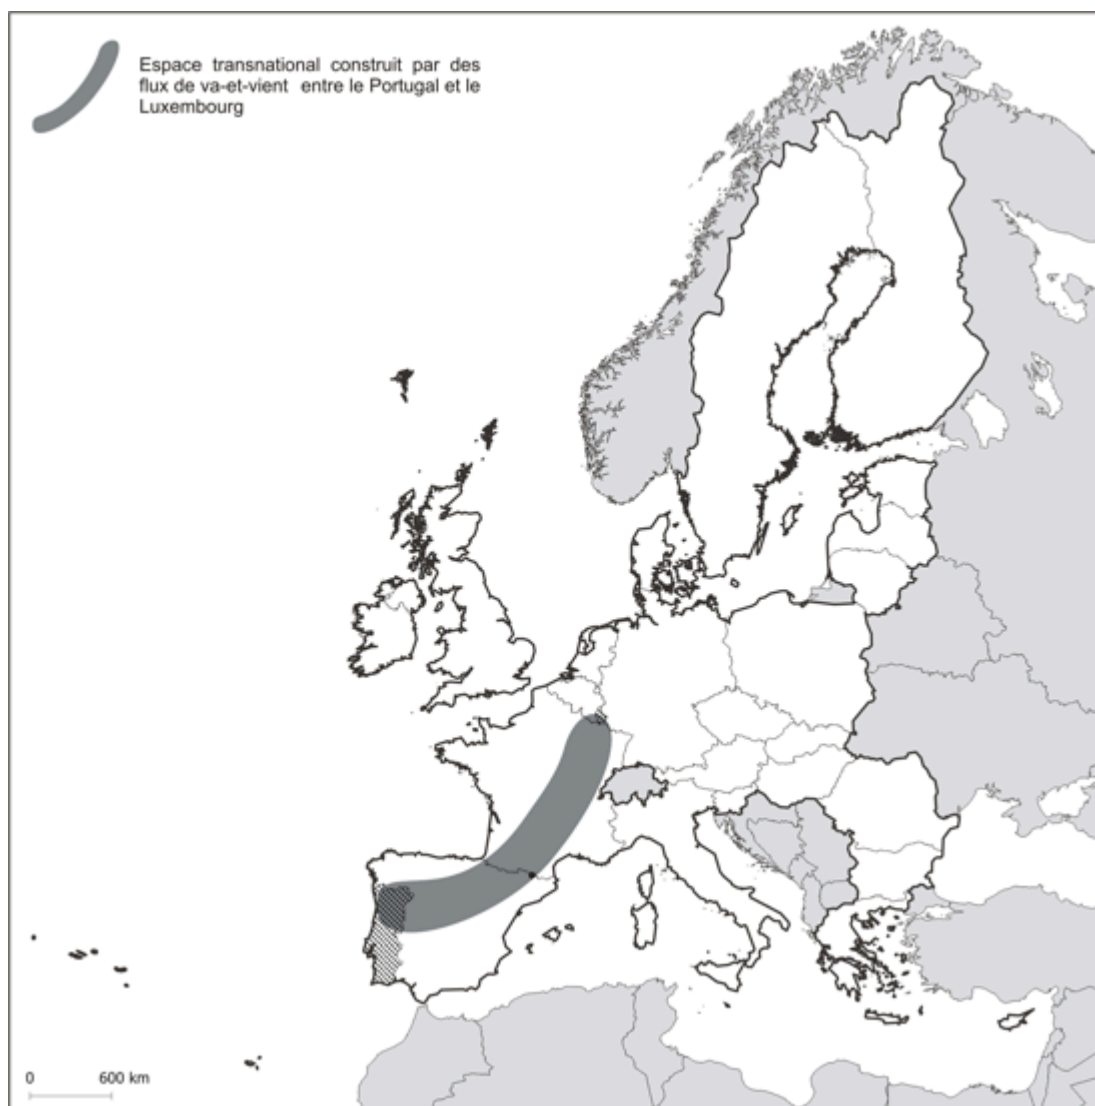 Espace transnational construit par des
flux de va-et-vient entre le Portugal et le
Luxembourg
0 600 km